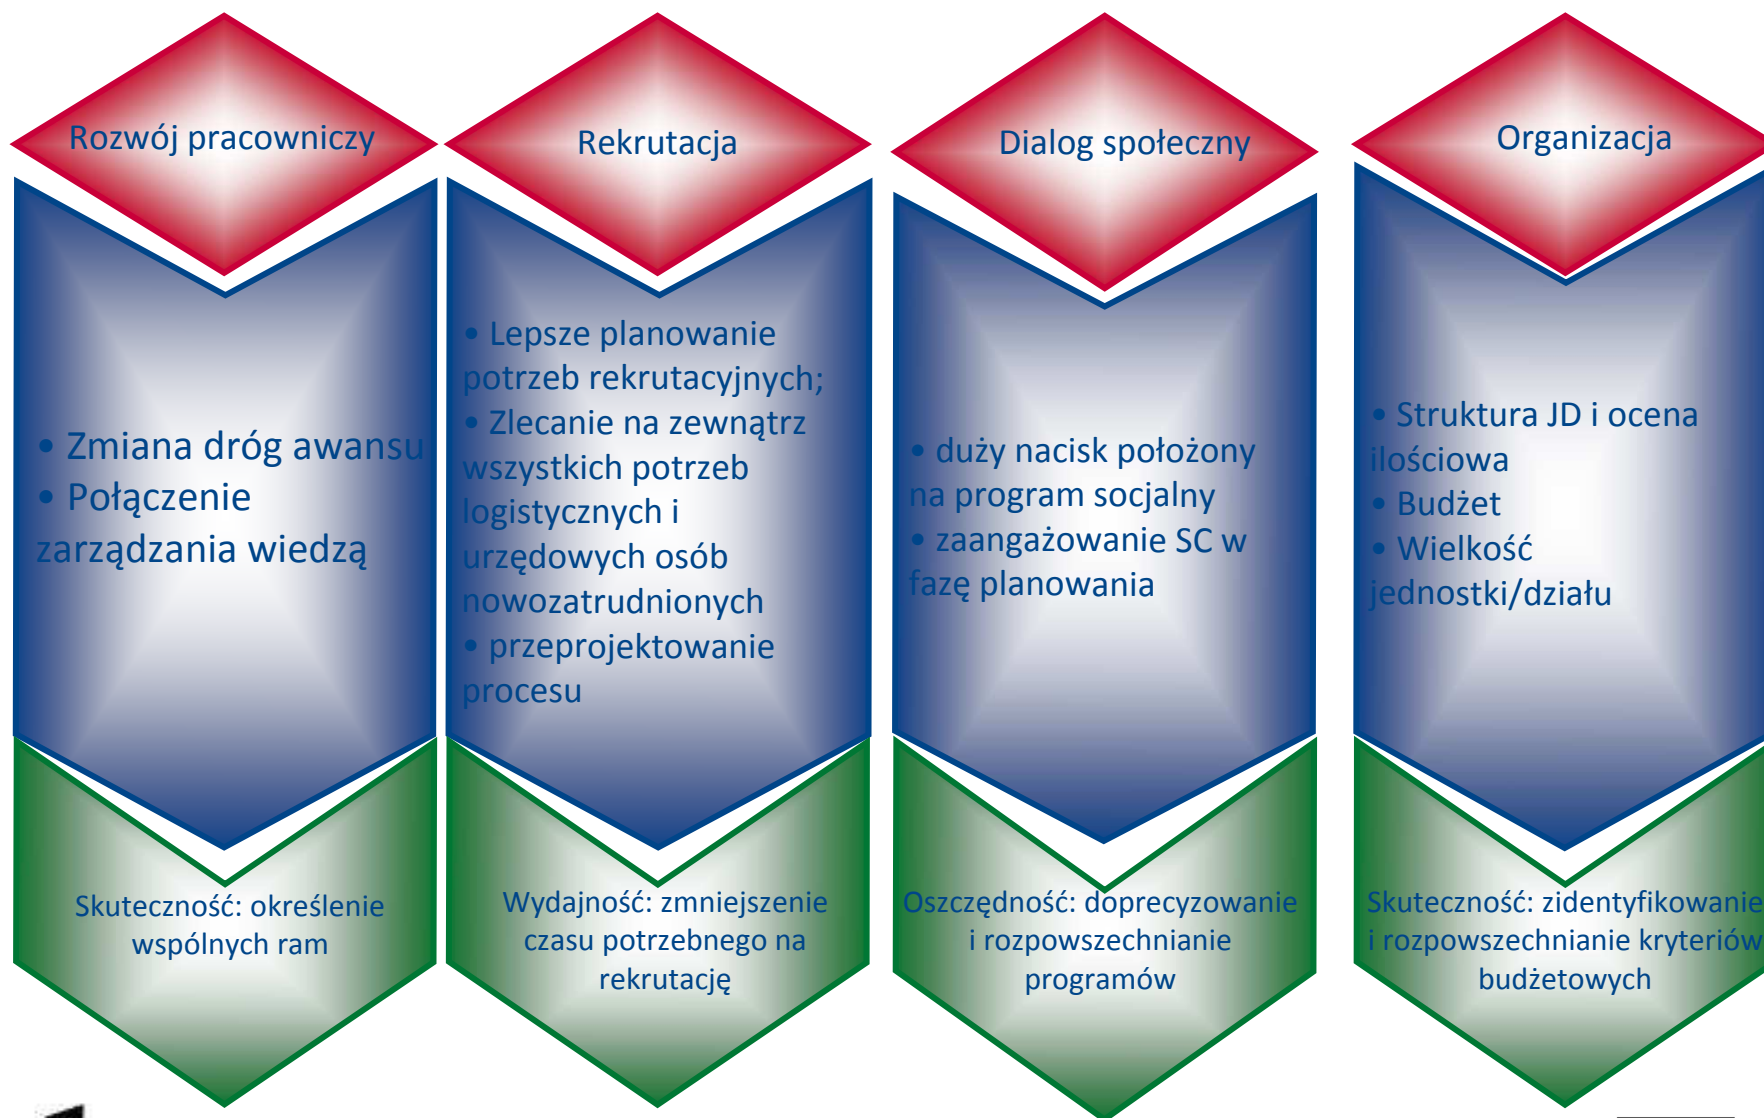 Rozwój pracowniczy
Rekrutacja
Dialog społeczny
Organizacja
• Zmiana dróg awansu
• Połączenie
zarządzania wiedzą
• Lepsze planowanie
potrzeb rekrutacyjnych;
• Zlecanie na zewnątrz
wszystkich potrzeb
logistycznych i
urzędowych osób
nowozatrudnionych
• przeprojektowanie
procesu
• duży nacisk położony
na program socjalny
• zaangażowanie SC w
fazę planowania
• Struktura JD i ocena
ilościowa
• Budżet
• Wielkość
jednostki/działu
Skuteczność: określenie
wspólnych ram
Wydajność: zmniejszenie
czasu potrzebnego na
rekrutację
Oszczędność: doprecyzowanie
i rozpowszechnianie
programów
Skuteczność: zidentyfikowanie
i rozpowszechnianie kryteriów
budżetowych